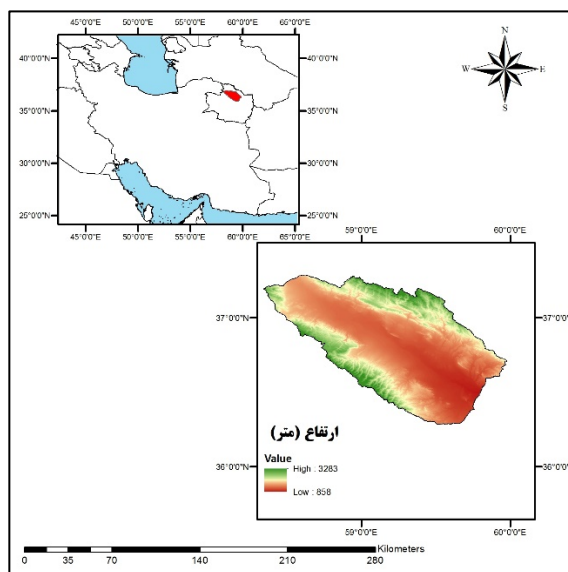 N
W E
S
45°0'0"E 50°0'0"E 55°0'0"E 60°0'0"E 65°0'0"E
40°0'0"N 40°0'0"N
35°0'0"N 35°0'0"N
30°0'0"N 30°0'0"N
25°0'0"N 25°0'0"N
45°0'0"E 50°0'0"E 55°0'0"E 60°0'0"E 65°0'0"E
59°0'0"E 60°0'0"E
37°0'0"N 37°0'0"N
36°0'0"N 36°0'0"N
ارتفاع (متر)
Value
High : 3283
Low : 858
59°0'0"E 60°0'0"E
Kilometers
0 35 70 140 210 280